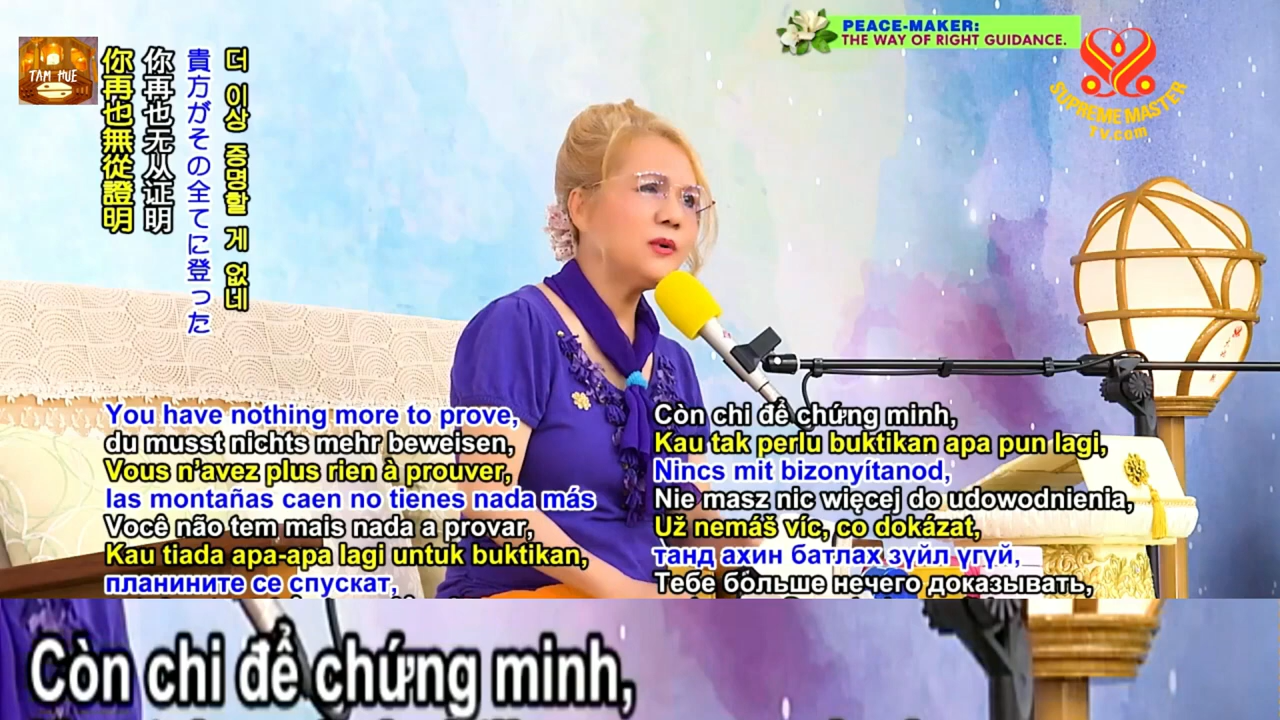 PEACE-MAKER:
THE WAY OF RIGHT GUIDANCE.
SUPREME MASTER
TV.com
TAM HUE
더 이상 증명할 게 없네
貴方がその全てに登った
你再也无从证明
你再也無從證明
You have nothing more to prove,
du musst nichts mehr beweisen,
Vous n'avez plus rien à prouver,
las montañas caen no tienes nada más
Você não tem mais nada a provar,
Kau tiada apa-apa lagi untuk buktikan,
планините се спускат,
Còn chi để chứng minh,
Kau tak perlu buktikan apa pun lagi,
Nincs mit bizonyítanod,
Nie masz nic więcej do udowodnienia,
Už nemáš víc, co dokázat,
танд ахин батлах зүйл үгүй,
Тебе больше нечего доказывать,
Còn chi để chứng minh,